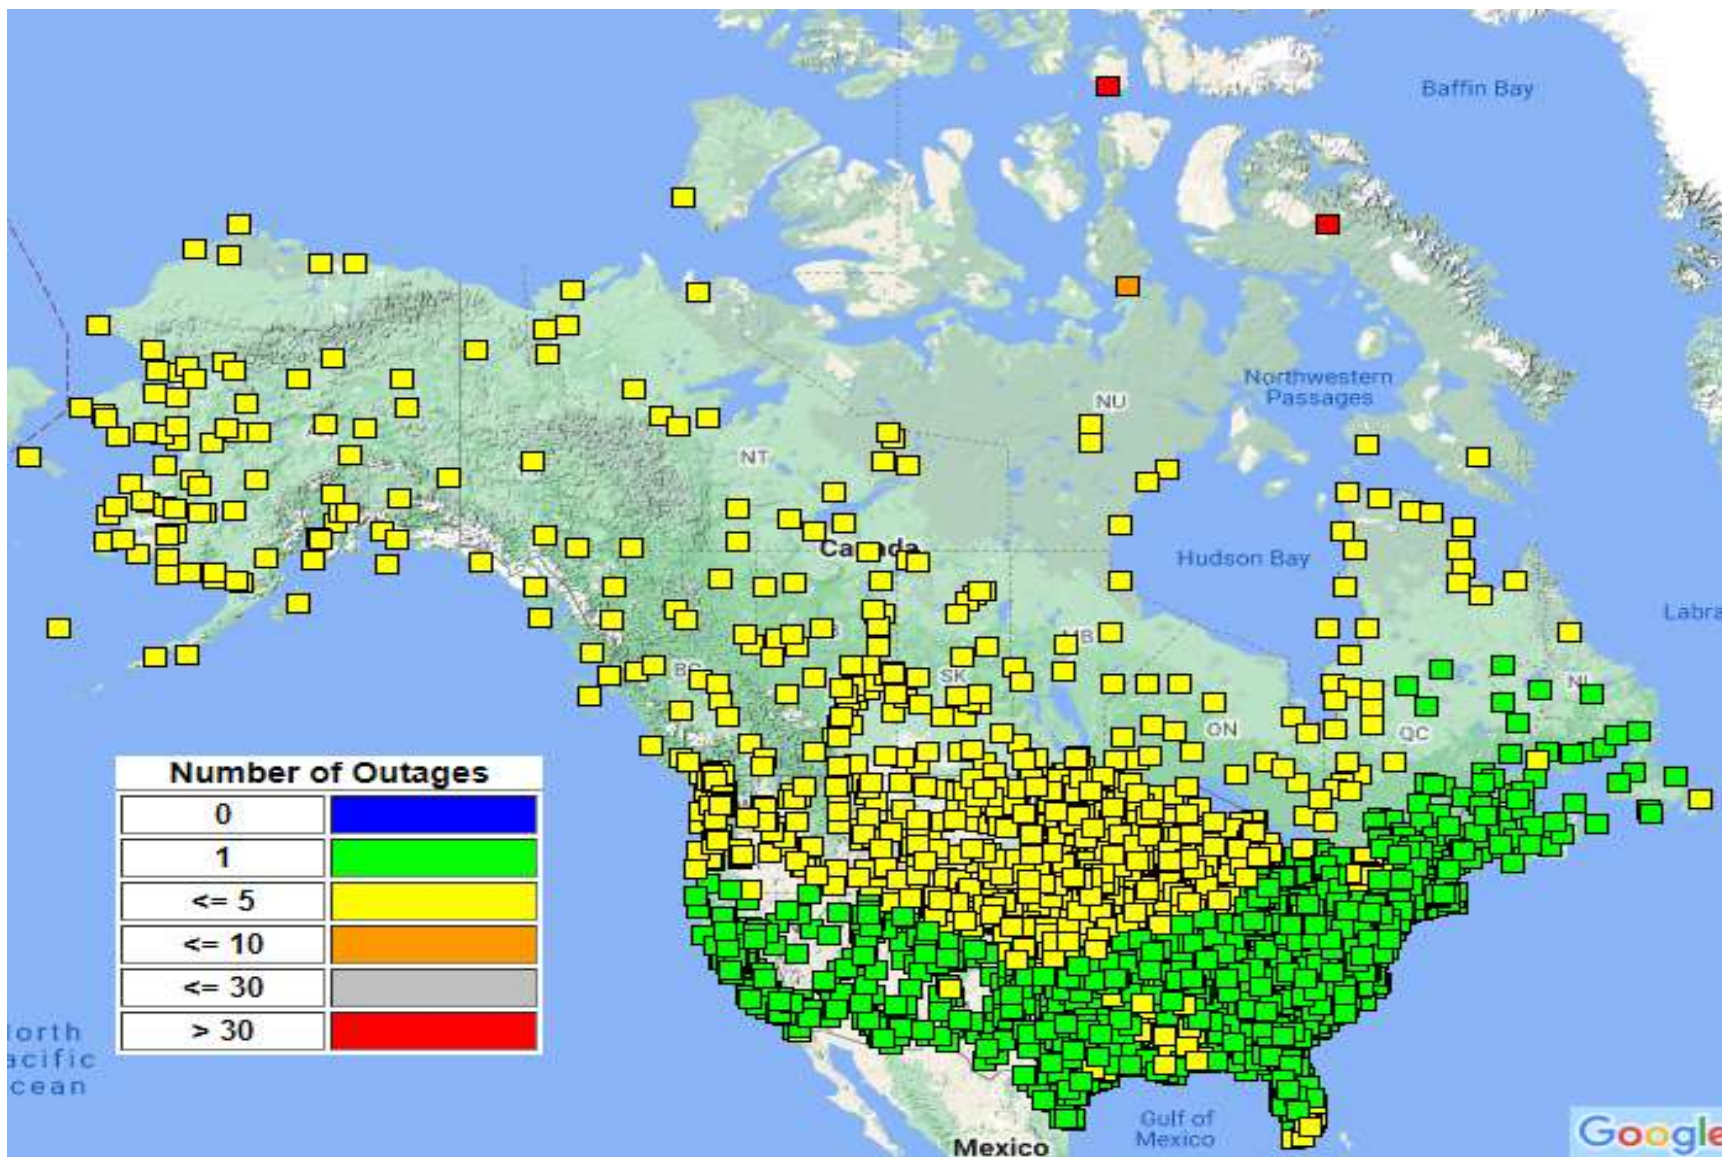 Baffin Bay
Northwestern
Passages
NU
NT
Canada
Hudson Bay
Labra
MB
BC
SK
NL
ON
QC
Number of Outages
0
1
<= 5
<= 10
<= 30
> 30
orth
acific
cean
Gulf of
Mexico
Mexico
Google